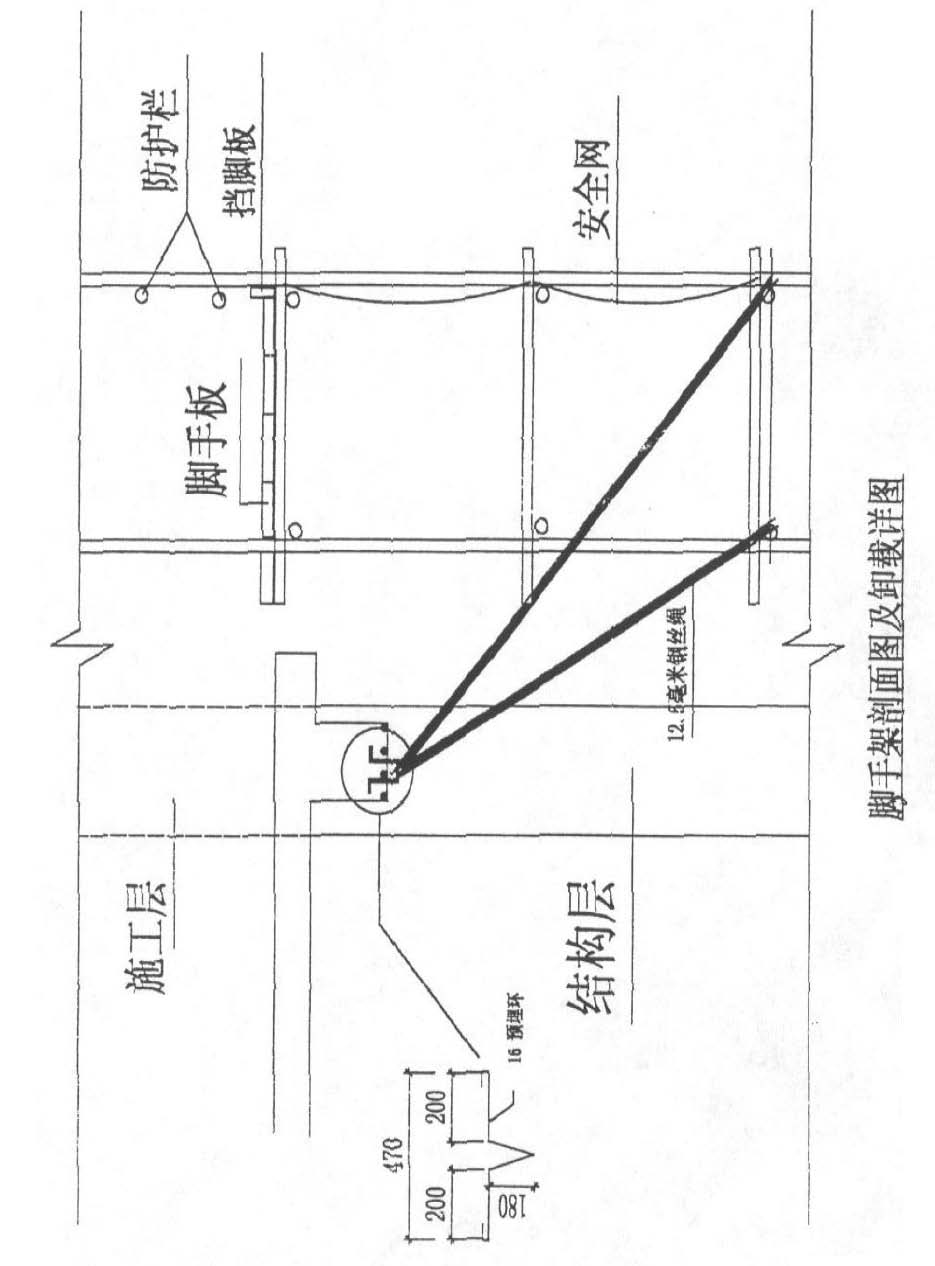 防护栏
挡脚板
安全网
脚手板
12.5毫米钢丝绳
施工层
结构层
16 预埋环
470
200
200
180
脚手架剖面图及卸载详图